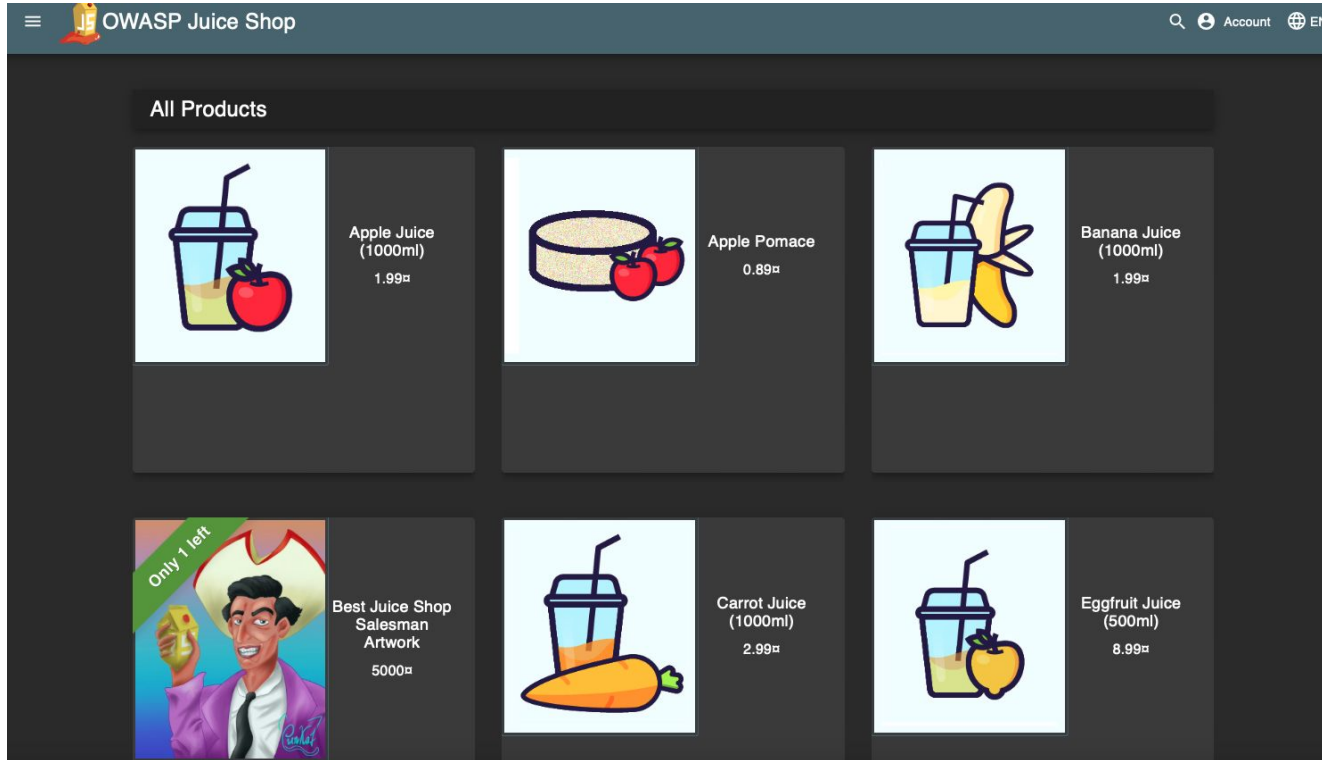 OWASP Juice Shop
Account
EN
All Products
Apple Juice
(1000ml)
1.99¤
Apple Pomace
0.89¤
Banana Juice
(1000ml)
1.99¤
Only 1 left
Best Juice Shop
Salesman
Artwork
5000¤
Carrot Juice
(1000ml)
2.99¤
Eggfruit Juice
(500ml)
8.99¤